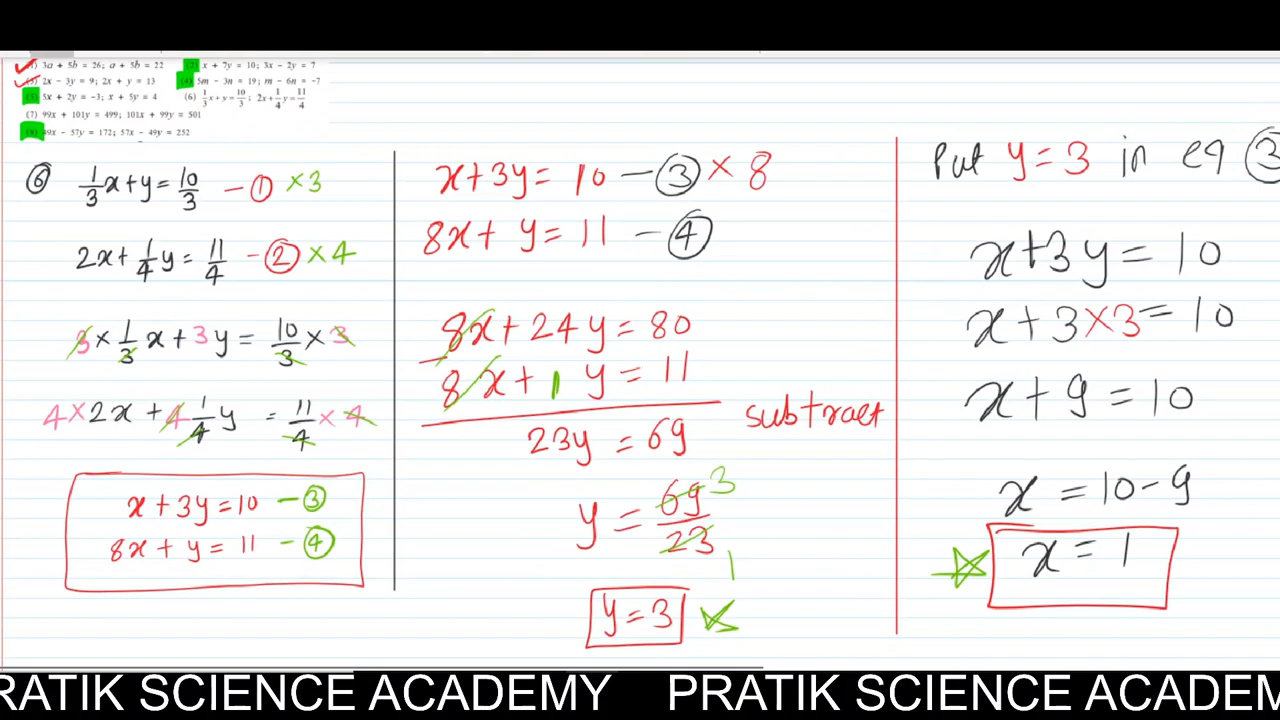 (1) 3a + 5b = 26; a + 5b = 22 (2) x + 7y = 10; 3x - 2y = 7
(3) 2x - 3y = 9; 2x + y = 13 (4) 5m - 3n = 19; m - 6n = -7
(5) 5x + 2y = -3; x + 5y = 4 (6) 1/3 x + y = 10/3; 2x + 1/4 y = 11/4
(7) 99x + 101y = 499; 101x + 99y = 501
(8) 49x - 57y = 172; 57x - 49y = 252
⑥ 1/3 x + y = 10/3 - ① ×3
2x + 1/4 y = 11/4 - ② ×4
3 × 1/3 x + 3y = 10/3 × 3
4 × 2x + 4 1/4 y = 11/4 × 4
x + 3y = 10 - ③
8x + y = 11 - ④
x + 3y = 10 - ③ × 8
8x + y = 11 - ④
8x + 24y = 80
- 8x + 1y = 11
subtract
23y = 69
y = 69/23 3 1
y = 3
Put y = 3 in eq ③
x + 3y = 10
x + 3×3 = 10
x + 9 = 10
x = 10 - 9
x = 1
PRATIK SCIENCE ACADEMY PRATIK SCIENCE ACADEM